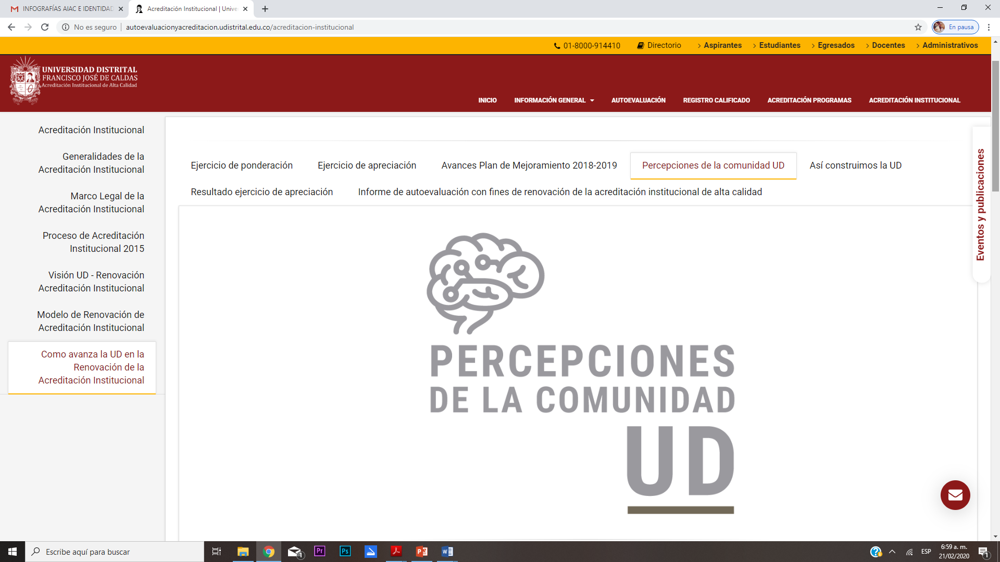 INFOGRAFÍAS AIAC E IDENTIDAD
Acreditación Institucional | Unive
No es seguro | autoevaluacionyacreditacion.udistrital.edu.co/acreditacion-institucional
En pausa
01-8000-914410 Directorio Aspirantes Estudiantes Egresados Docentes Administrativos
UNIVERSIDAD DISTRITAL
FRANCISCO JOSÉ DE CALDAS
Acreditación Institucional de Alta Calidad
INICIO INFORMACIÓN GENERAL AUTOEVALUACIÓN REGISTRO CALIFICADO ACREDITACIÓN PROGRAMAS ACREDITACIÓN INSTITUCIONAL
Acreditación Institucional
Generalidades de la
Acreditación Institucional
Marco Legal de la
Acreditación Institucional
Proceso de Acreditación
Institucional 2015
Visión UD - Renovación
Acreditación Institucional
Modelo de Renovación de
Acreditación Institucional
Como avanza la UD en la
Renovación de la
Acreditación Institucional
Ejercicio de ponderación Ejercicio de apreciación Avances Plan de Mejoramiento 2018-2019 Percepciones de la comunidad UD Así construimos la UD
Resultado ejercicio de apreciación Informe de autoevaluación con fines de renovación de la acreditación institucional de alta calidad
Eventos y publicaciones
PERCEPCIONES
DE LA COMUNIDAD
UD
Escribe aquí para buscar
1
Pr
Ps
ESP
6:59 a. m.
21/02/2020
1